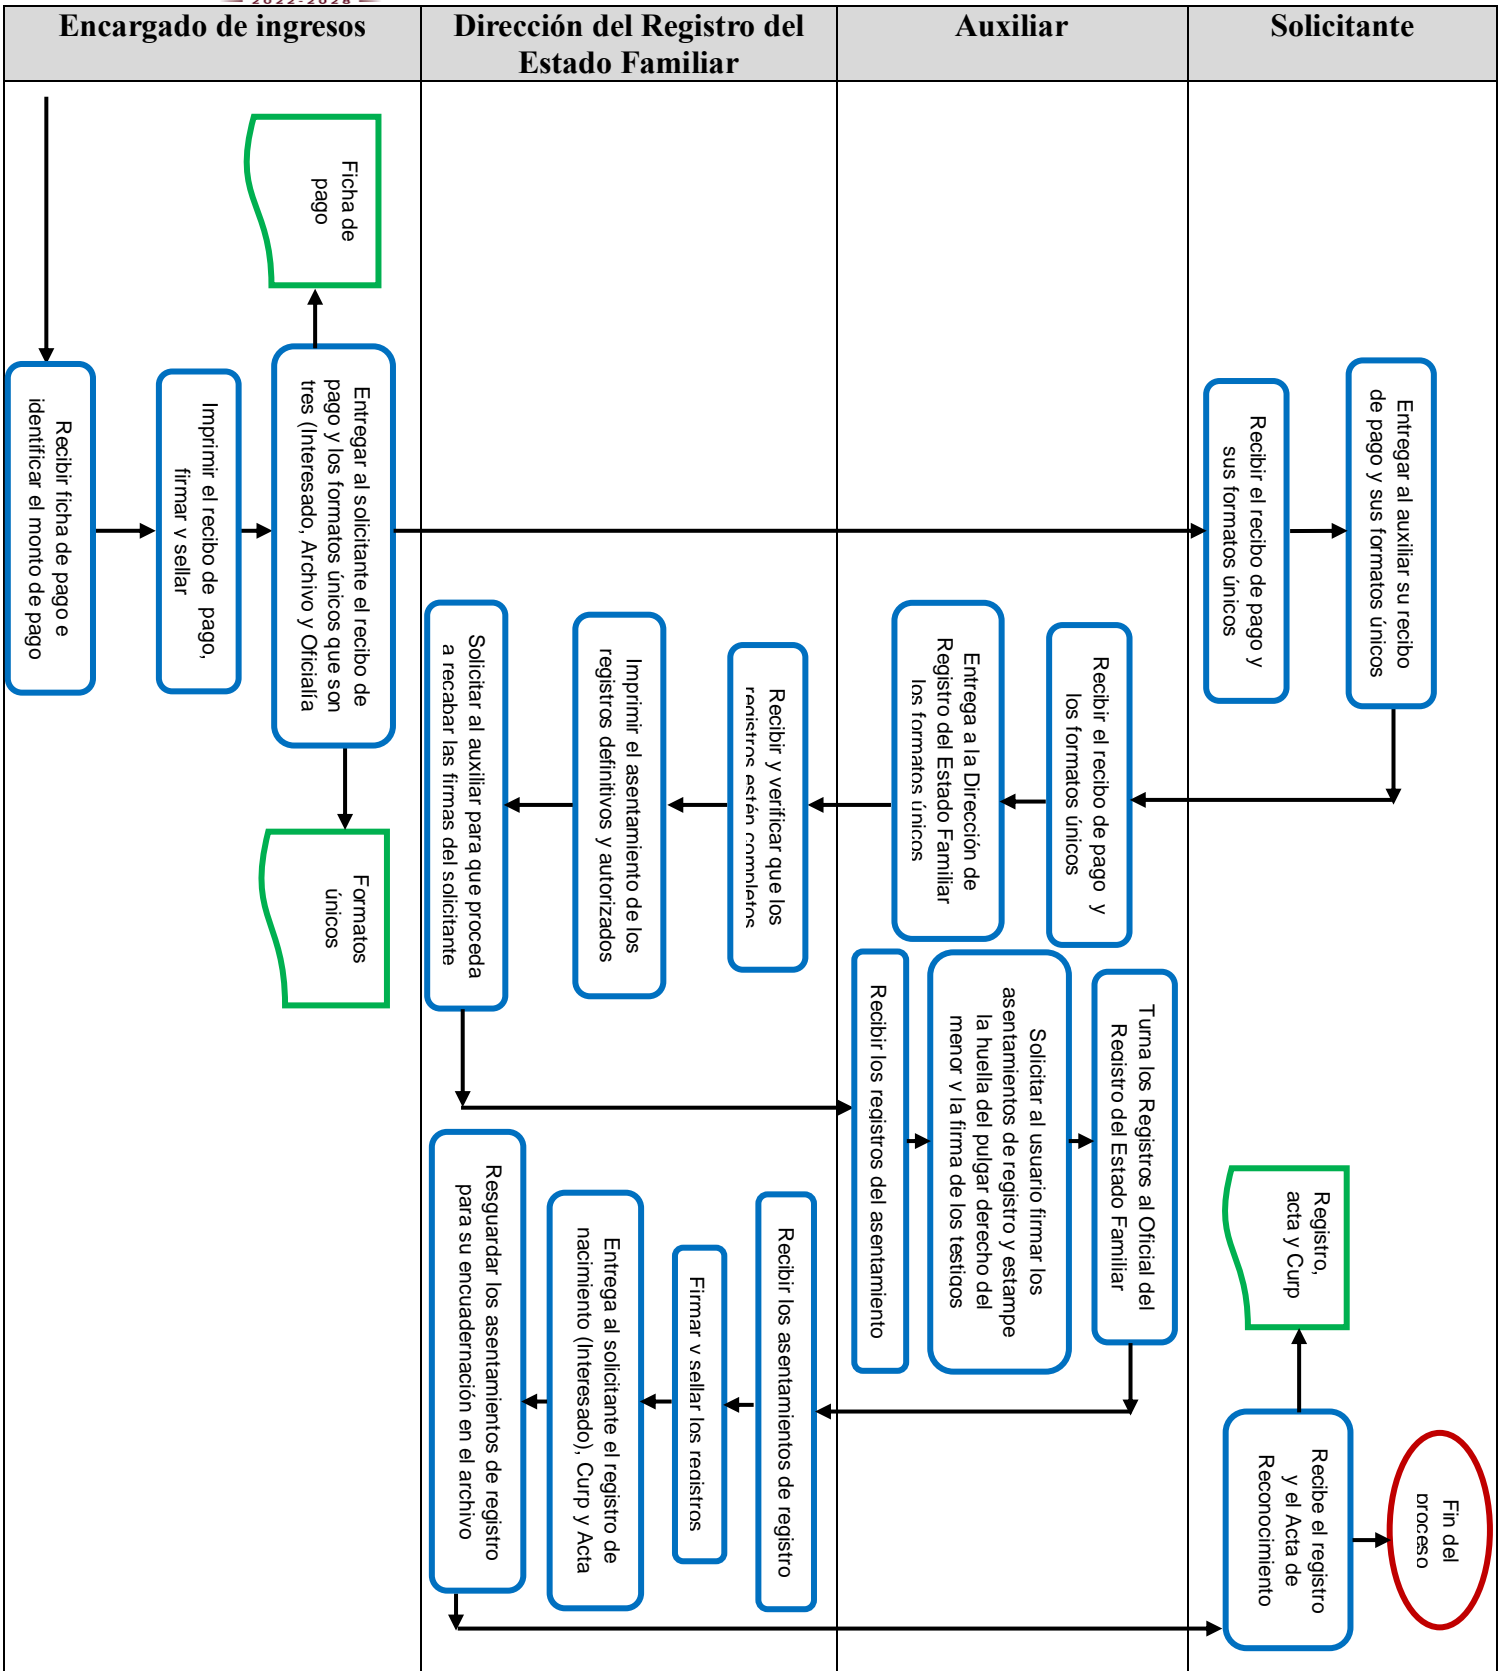 2022-2028
Encargado de ingresos
Dirección del Registro del
Estado Familiar
Auxiliar
Solicitante
Ficha de
pago
Recibir ficha de pago e
identificar el monto de pago
Imprimir el recibo de pago,
firmar y sellar
Entregar al solicitante el recibo de
pago y los formatos únicos que son
tres (Interesado, Archivo y Oficialía
Formatos
únicos
Recibir el recibo de pago y
sus formatos únicos
Entregar al auxiliar su recibo
de pago y sus formatos únicos
Recibir el recibo de pago y
los formatos únicos
Entrega a la Dirección de
Registro del Estado Familiar
los formatos únicos
Recibir y verificar que los
registros estén completos
Imprimir el asentamiento de los
registros definitivos y autorizados
Solicitar al auxiliar para que proceda
a recabar las firmas del solicitante
Recibir los registros del asentamiento
Solicitar al usuario firmar los
asentamientos de registro y estampe
la huella del pulgar derecho del
menor y la firma de los testigos
Turna los Registros al Oficial del
Registro del Estado Familiar
Recibir los asentamientos de registro
Firmar y sellar los registros
Entrega al solicitante el registro de
nacimiento (Interesado), Curp y Acta
Resguardar los asentamientos de registro
para su encuadernación en el archivo
Recibe el registro
y el Acta de
Reconocimiento
Registro,
acta y Curp
Fin del
proceso